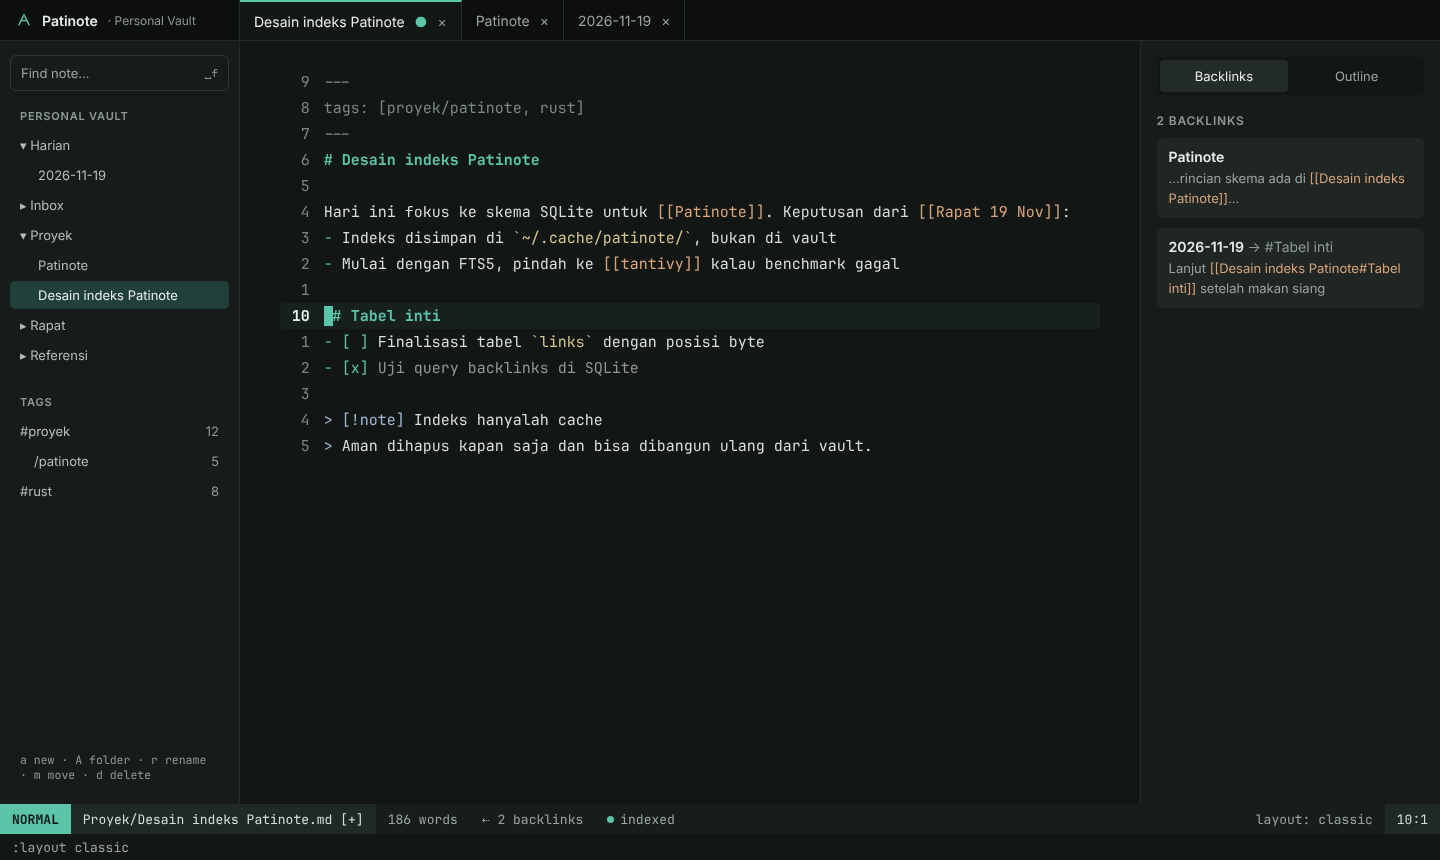 Patinote · Personal Vault
Desain indeks Patinote ● ×
Patinote ×
2026-11-19 ×
Find note... ␣f
PERSONAL VAULT
▾ Harian
2026-11-19
▸ Inbox
▾ Proyek
Patinote
Desain indeks Patinote
▸ Rapat
▸ Referensi
TAGS
#proyek 12
/patinote 5
#rust 8
a new · A folder · r rename
· m move · d delete
9 ---
8 tags: [proyek/patinote, rust]
7 ---
6 # Desain indeks Patinote
5
4 Hari ini fokus ke skema SQLite untuk [[Patinote]]. Keputusan dari [[Rapat 19 Nov]]:
3 - Indeks disimpan di `~/.cache/patinote/`, bukan di vault
2 - Mulai dengan FTS5, pindah ke [[tantivy]] kalau benchmark gagal
1
10 # Tabel inti
1 - [ ] Finalisasi tabel `links` dengan posisi byte
2 - [x] Uji query backlinks di SQLite
3
4 > [!note] Indeks hanyalah cache
5 > Aman dihapus kapan saja dan bisa dibangun ulang dari vault.
Backlinks Outline
2 BACKLINKS
Patinote
...rincian skema ada di [[Desain indeks
Patinote]]...
2026-11-19 → #Tabel inti
Lanjut [[Desain indeks Patinote#Tabel
inti]] setelah makan siang
NORMAL Proyek/Desain indeks Patinote.md [+] 186 words ← 2 backlinks ● indexed layout: classic 10:1
:layout classic